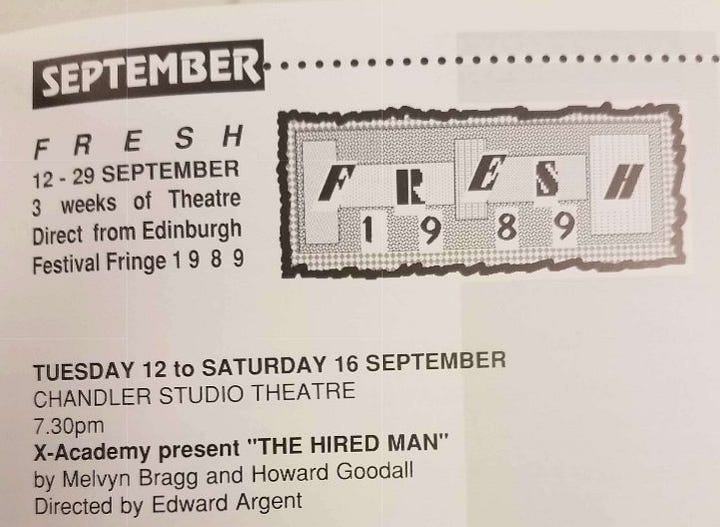 SEPTEMBER
F R E S H
12 - 29 SEPTEMBER
3 weeks of Theatre
Direct from Edinburgh
Festival Fringe 1 9 8 9
F R E S H
1 9 8 9
TUESDAY 12 to SATURDAY 16 SEPTEMBER
CHANDLER STUDIO THEATRE
7.30pm
X-Academy present "THE HIRED MAN"
by Melvyn Bragg and Howard Goodall
Directed by Edward Argent